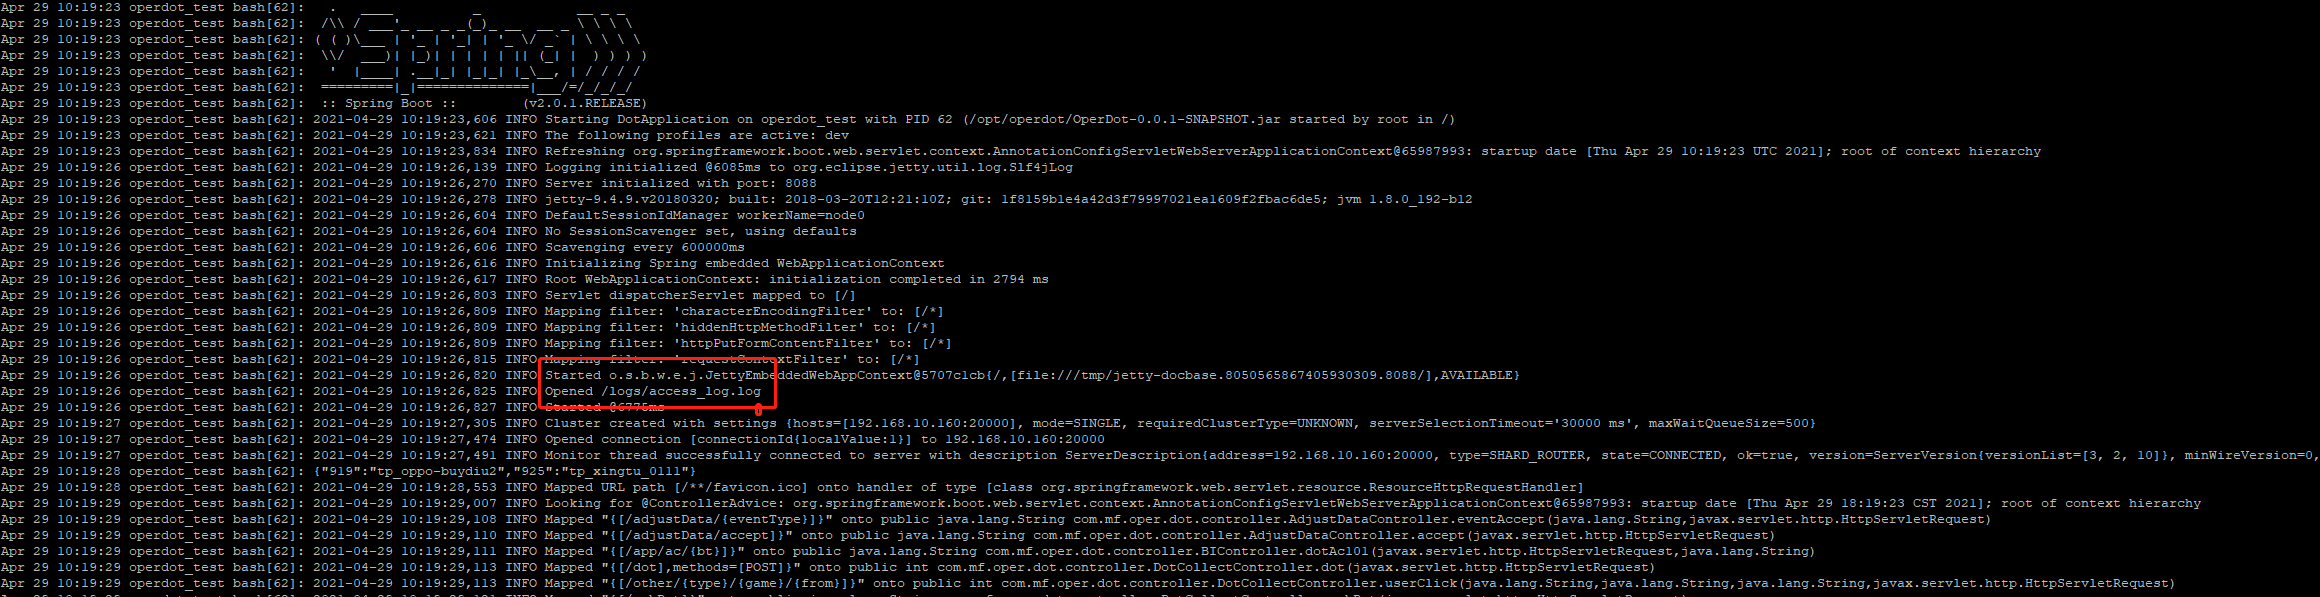 Apr 29 10:19:23 operdot_test bash[62]:   .   ____          _            __ _ _
Apr 29 10:19:23 operdot_test bash[62]:  /\\ / ___'_ __ _ _(_)_ __  __ _ \ \ \ \
Apr 29 10:19:23 operdot_test bash[62]: ( ( )\___ | '_ | '_| | '_ \/ _` | \ \ \ \
Apr 29 10:19:23 operdot_test bash[62]:  \\/  ___)| |_)| | | | | || (_| |  ) ) ) )
Apr 29 10:19:23 operdot_test bash[62]:   '  |____| .__|_| |_|_| |_\__, | / / / /
Apr 29 10:19:23 operdot_test bash[62]:  =========|_|==============|___/=/_/_/_/
Apr 29 10:19:23 operdot_test bash[62]:  :: Spring Boot ::        (v2.0.1.RELEASE)
Apr 29 10:19:23 operdot_test bash[62]: 2021-04-29 10:19:23,606 INFO Starting DotApplication on operdot_test with PID 62 (/opt/operdot/OperDot-0.0.1-SNAPSHOT.jar started by root in /)
Apr 29 10:19:23 operdot_test bash[62]: 2021-04-29 10:19:23,621 INFO The following profiles are active: dev
Apr 29 10:19:23 operdot_test bash[62]: 2021-04-29 10:19:23,834 INFO Refreshing org.springframework.boot.web.servlet.context.AnnotationConfigServletWebServerApplicationContext@65987993: startup date [Thu Apr 29 10:19:23 UTC 2021]; root of context hierarchy
Apr 29 10:19:26 operdot_test bash[62]: 2021-04-29 10:19:26,139 INFO Logging initialized @6085ms to org.eclipse.jetty.util.log.Slf4jLog
Apr 29 10:19:26 operdot_test bash[62]: 2021-04-29 10:19:26,270 INFO Server initialized with port: 8088
Apr 29 10:19:26 operdot_test bash[62]: 2021-04-29 10:19:26,278 INFO jetty-9.4.9.v20180320; built: 2018-03-20T12:21:10Z; git: 1f8159b1e4a42d3f79997021ea1609f2fbac6de5; jvm 1.8.0_192-b12
Apr 29 10:19:26 operdot_test bash[62]: 2021-04-29 10:19:26,604 INFO DefaultSessionIdManager workerName=node0
Apr 29 10:19:26 operdot_test bash[62]: 2021-04-29 10:19:26,604 INFO No SessionScavenger set, using defaults
Apr 29 10:19:26 operdot_test bash[62]: 2021-04-29 10:19:26,606 INFO Scavenging every 600000ms
Apr 29 10:19:26 operdot_test bash[62]: 2021-04-29 10:19:26,616 INFO Initializing Spring embedded WebApplicationContext
Apr 29 10:19:26 operdot_test bash[62]: 2021-04-29 10:19:26,617 INFO Root WebApplicationContext: initialization completed in 2794 ms
Apr 29 10:19:26 operdot_test bash[62]: 2021-04-29 10:19:26,803 INFO Servlet dispatcherServlet mapped to [/]
Apr 29 10:19:26 operdot_test bash[62]: 2021-04-29 10:19:26,809 INFO Mapping filter: 'characterEncodingFilter' to: [/*]
Apr 29 10:19:26 operdot_test bash[62]: 2021-04-29 10:19:26,809 INFO Mapping filter: 'hiddenHttpMethodFilter' to: [/*]
Apr 29 10:19:26 operdot_test bash[62]: 2021-04-29 10:19:26,809 INFO Mapping filter: 'httpPutFormContentFilter' to: [/*]
Apr 29 10:19:26 operdot_test bash[62]: 2021-04-29 10:19:26,815 INFO Mapping filter: 'requestContextFilter' to: [/*]
Apr 29 10:19:26 operdot_test bash[62]: 2021-04-29 10:19:26,820 INFO Started o.s.b.w.e.j.JettyEmbeddedWebAppContext@5707c1cb{/,[file:///tmp/jetty-docbase.8050565867405930309.8088/],AVAILABLE}
Apr 29 10:19:26 operdot_test bash[62]: 2021-04-29 10:19:26,825 INFO Opened /logs/access_log.log
Apr 29 10:19:26 operdot_test bash[62]: 2021-04-29 10:19:26,827 INFO Started @6775ms
Apr 29 10:19:27 operdot_test bash[62]: 2021-04-29 10:19:27,305 INFO Cluster created with settings {hosts=[192.168.10.160:20000], mode=SINGLE, requiredClusterType=UNKNOWN, serverSelectionTimeout='30000 ms', maxWaitQueueSize=500}
Apr 29 10:19:27 operdot_test bash[62]: 2021-04-29 10:19:27,474 INFO Opened connection [connectionId{localValue:1}] to 192.168.10.160:20000
Apr 29 10:19:27 operdot_test bash[62]: 2021-04-29 10:19:27,491 INFO Monitor thread successfully connected to server with description ServerDescription{address=192.168.10.160:20000, type=SHARD_ROUTER, state=CONNECTED, ok=true, version=ServerVersion{versionList=[3, 2, 10]}, minWireVersion=0,
Apr 29 10:19:28 operdot_test bash[62]: {"919":"tp_oppo-buydiu2","925":"tp_xingtu_0111"}
Apr 29 10:19:28 operdot_test bash[62]: 2021-04-29 10:19:28,553 INFO Mapped URL path [/**/favicon.ico] onto handler of type [class org.springframework.web.servlet.resource.ResourceHttpRequestHandler]
Apr 29 10:19:29 operdot_test bash[62]: 2021-04-29 10:19:29,007 INFO Looking for @ControllerAdvice: org.springframework.boot.web.servlet.context.AnnotationConfigServletWebServerApplicationContext@65987993: startup date [Thu Apr 29 18:19:23 CST 2021]; root of context hierarchy
Apr 29 10:19:29 operdot_test bash[62]: 2021-04-29 10:19:29,108 INFO Mapped "{[/adjustData/{eventType}]}" onto public java.lang.String com.mf.oper.dot.controller.AdjustDataController.eventAccept(java.lang.String,javax.servlet.http.HttpServletRequest)
Apr 29 10:19:29 operdot_test bash[62]: 2021-04-29 10:19:29,110 INFO Mapped "{[/adjustData/accept]}" onto public java.lang.String com.mf.oper.dot.controller.AdjustDataController.accept(javax.servlet.http.HttpServletRequest)
Apr 29 10:19:29 operdot_test bash[62]: 2021-04-29 10:19:29,111 INFO Mapped "{[/app/ac/{bt}]}" onto public java.lang.String com.mf.oper.dot.controller.BIController.dotAc101(javax.servlet.http.HttpServletRequest,java.lang.String)
Apr 29 10:19:29 operdot_test bash[62]: 2021-04-29 10:19:29,113 INFO Mapped "{[/dot],methods=[POST]}" onto public int com.mf.oper.dot.controller.DotCollectController.dot(javax.servlet.http.HttpServletRequest)
Apr 29 10:19:29 operdot_test bash[62]: 2021-04-29 10:19:29,113 INFO Mapped "{[/other/{type}/{game}/{from}]}" onto public int com.mf.oper.dot.controller.DotCollectController.userClick(java.lang.String,java.lang.String,java.lang.String,javax.servlet.http.HttpServletRequest)